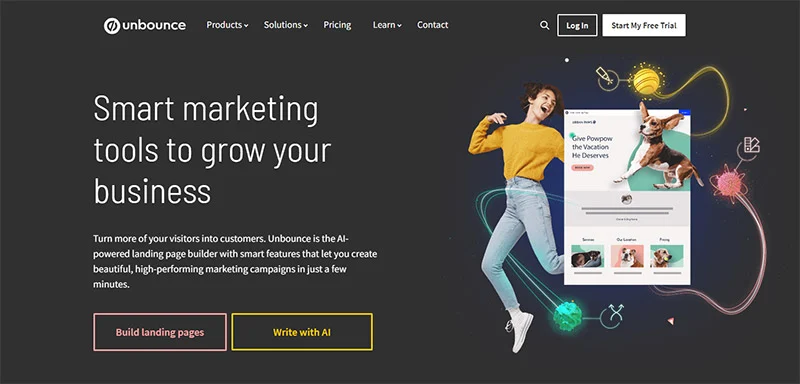 unbounce
Products
Solutions
Pricing
Learn
Contact
Log In
Start My Free Trial
Smart marketing
tools to grow your
business
Turn more of your visitors into customers. Unbounce is the AI-
powered landing page builder with smart features that let you create
beautiful, high-performing marketing campaigns in just a few
minutes.
Build landing pages
Write with AI
Give Powpow
the Vacation
He Deserves
Services
Our Location
Pricing